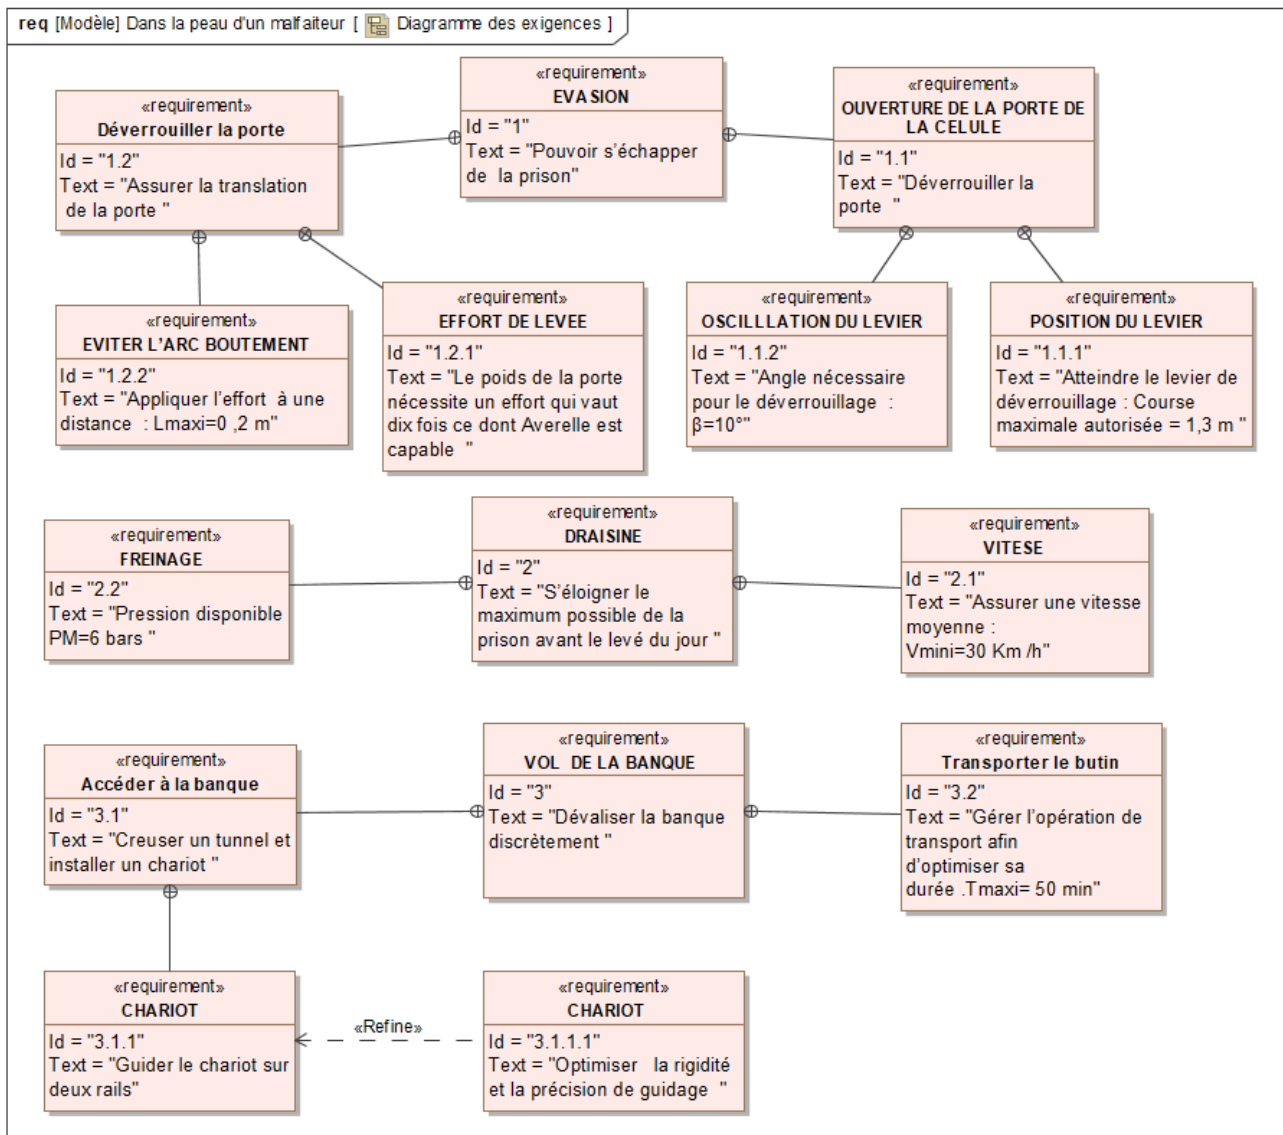 req [Modèle] Dans la peau d'un malfaiteur [ Diagramme des exigences ]
«requirement»
Déverrouiller la porte
Id = "1.2"
Text = "Assurer la translation
de la porte "
«requirement»
EVASION
Id = "1"
Text = "Pouvoir s'échapper
de la prison"
«requirement»
OUVERTURE DE LA PORTE DE
LA CELULE
Id = "1.1"
Text = "Déverrouiller la
porte "
«requirement»
EVITER L'ARC BOUTEMENT
Id = "1.2.2"
Text = "Appliquer l'effort à une
distance : Lmaxi=0 ,2 m"
«requirement»
EFFORT DE LEVEE
Id = "1.2.1"
Text = "Le poids de la porte
nécessite un effort qui vaut
dix fois ce dont Averelle est
capable "
«requirement»
OSCILLLATION DU LEVIER
Id = "1.1.2"
Text = "Angle nécessaire
pour le déverrouillage :
β=10°"
«requirement»
POSITION DU LEVIER
Id = "1.1.1"
Text = "Atteindre le levier de
déverrouillage : Course
maximale autorisée = 1,3 m "
«requirement»
FREINAGE
Id = "2.2"
Text = "Pression disponible
PM=6 bars "
«requirement»
DRAISINE
Id = "2"
Text = "S'éloigner le
maximum possible de la
prison avant le levé du jour "
«requirement»
VITESE
Id = "2.1"
Text = "Assurer une vitesse
moyenne :
Vmini=30 Km /h"
«requirement»
Accéder à la banque
Id = "3.1"
Text = "Creuser un tunnel et
installer un chariot "
«requirement»
VOL DE LA BANQUE
Id = "3"
Text = "Dévaliser la banque
discrètement "
«requirement»
Transporter le butin
Id = "3.2"
Text = "Gérer l'opération de
transport afin
d'optimiser sa
durée .Tmaxi= 50 min"
«requirement»
CHARIOT
Id = "3.1.1"
Text = "Guider le chariot sur
deux rails"
«Refine»
«requirement»
CHARIOT
Id = "3.1.1.1"
Text = "Optimiser la rigidité
et la précision de guidage "